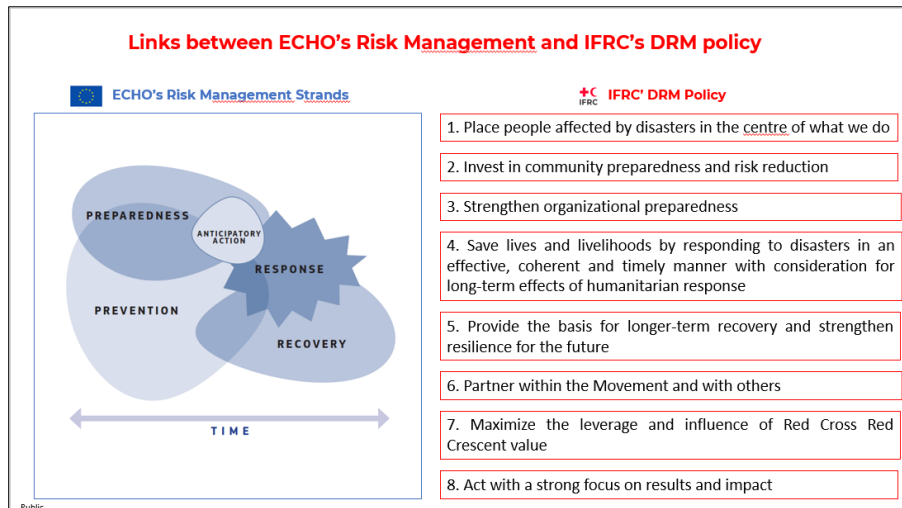 Links between ECHO's Risk Management and IFRC's DRM policy
ECHO's Risk Management Strands
PREPAREDNESS
ANTICIPATORY
ACTION
RESPONSE
PREVENTION
RECOVERY
TIME
IFRC
IFRC' DRM Policy
1. Place people affected by disasters in the centre of what we do
2. Invest in community preparedness and risk reduction
3. Strengthen organizational preparedness
4. Save lives and livelihoods by responding to disasters in an
effective, coherent and timely manner with consideration for
long-term effects of humanitarian response
5. Provide the basis for longer-term recovery and strengthen
resilience for the future
6. Partner within the Movement and with others
7. Maximize the leverage and influence of Red Cross Red
Crescent value
8. Act with a strong focus on results and impact
Public